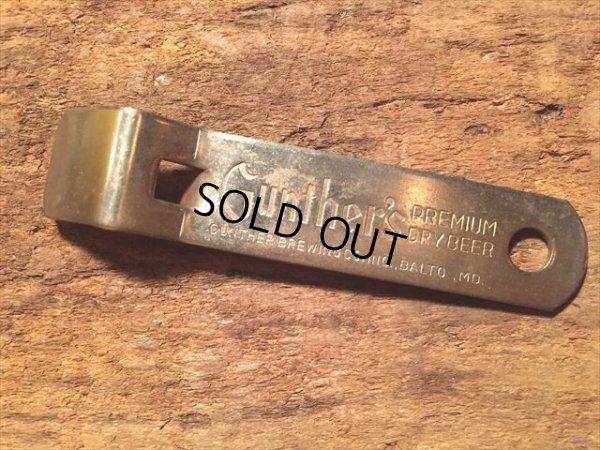 Gunther's
PREMIUM
DRY BEER
GUNTHER BREWING CO. INC., BALTO., MD.
SOLD OUT